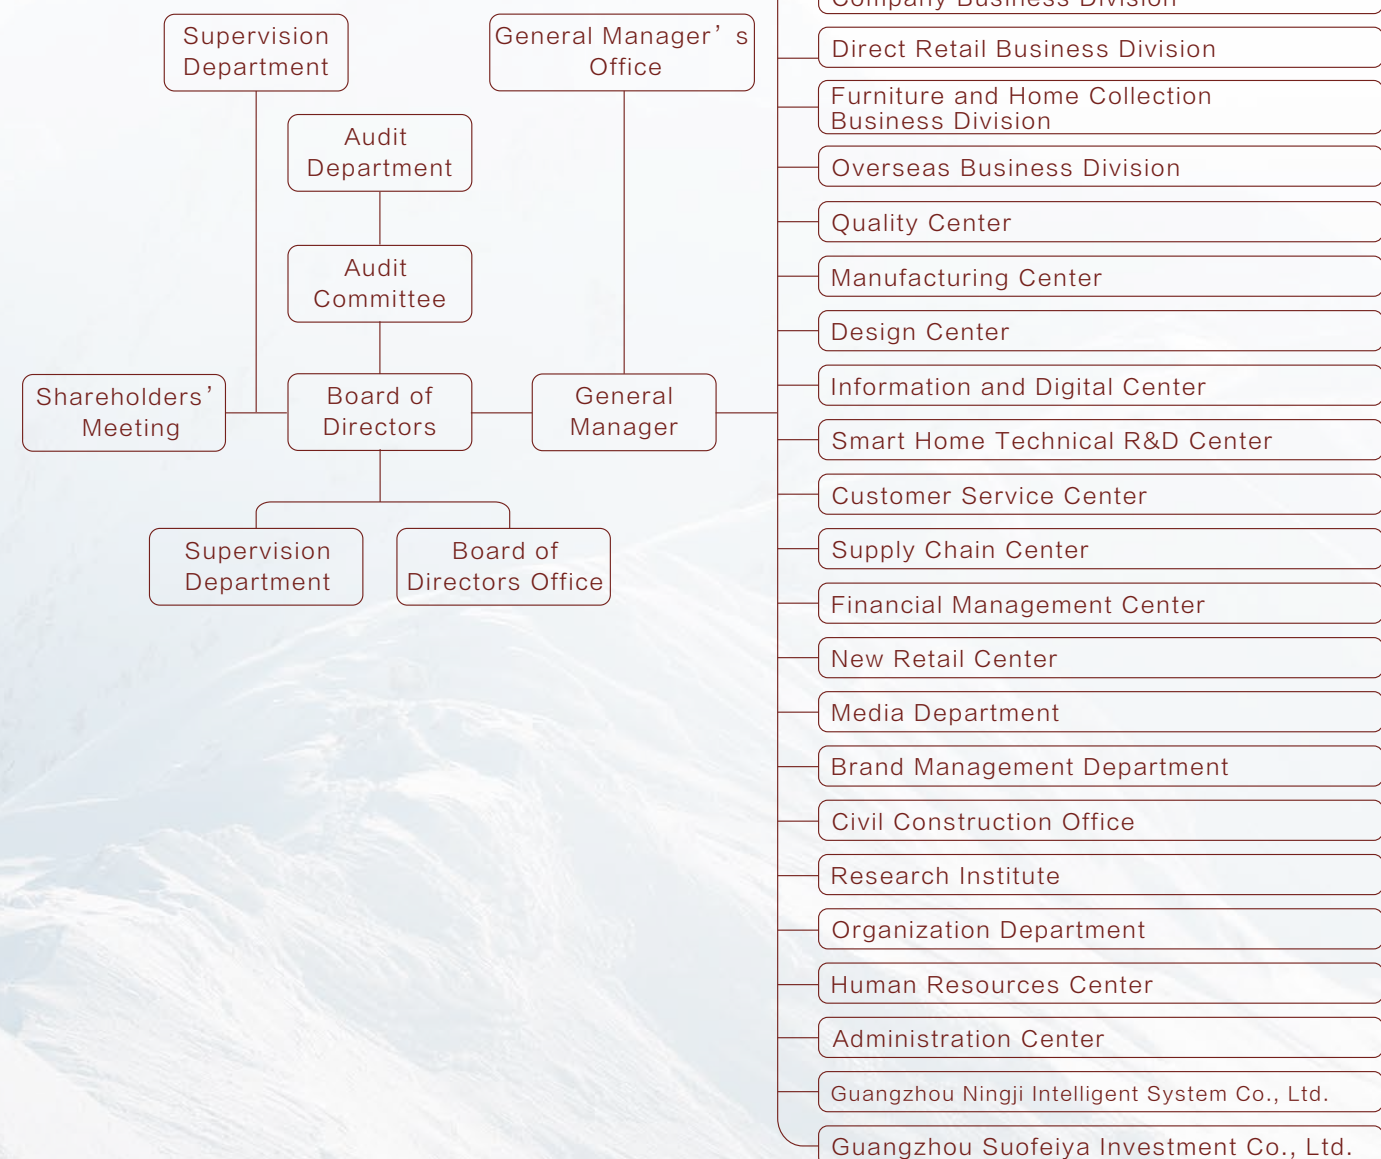 Supervision
Department
General Manager’s
Office
Audit
Department
Audit
Committee
Shareholders’
Meeting
Board of
Directors
General
Manager
Supervision
Department
Board of
Directors Office
Company Business Division
Direct Retail Business Division
Furniture and Home Collection
Business Division
Overseas Business Division
Quality Center
Manufacturing Center
Design Center
Information and Digital Center
Smart Home Technical R&D Center
Customer Service Center
Supply Chain Center
Financial Management Center
New Retail Center
Media Department
Brand Management Department
Civil Construction Office
Research Institute
Organization Department
Human Resources Center
Administration Center
Guangzhou Ningji Intelligent System Co., Ltd.
Guangzhou Suofeiya Investment Co., Ltd.